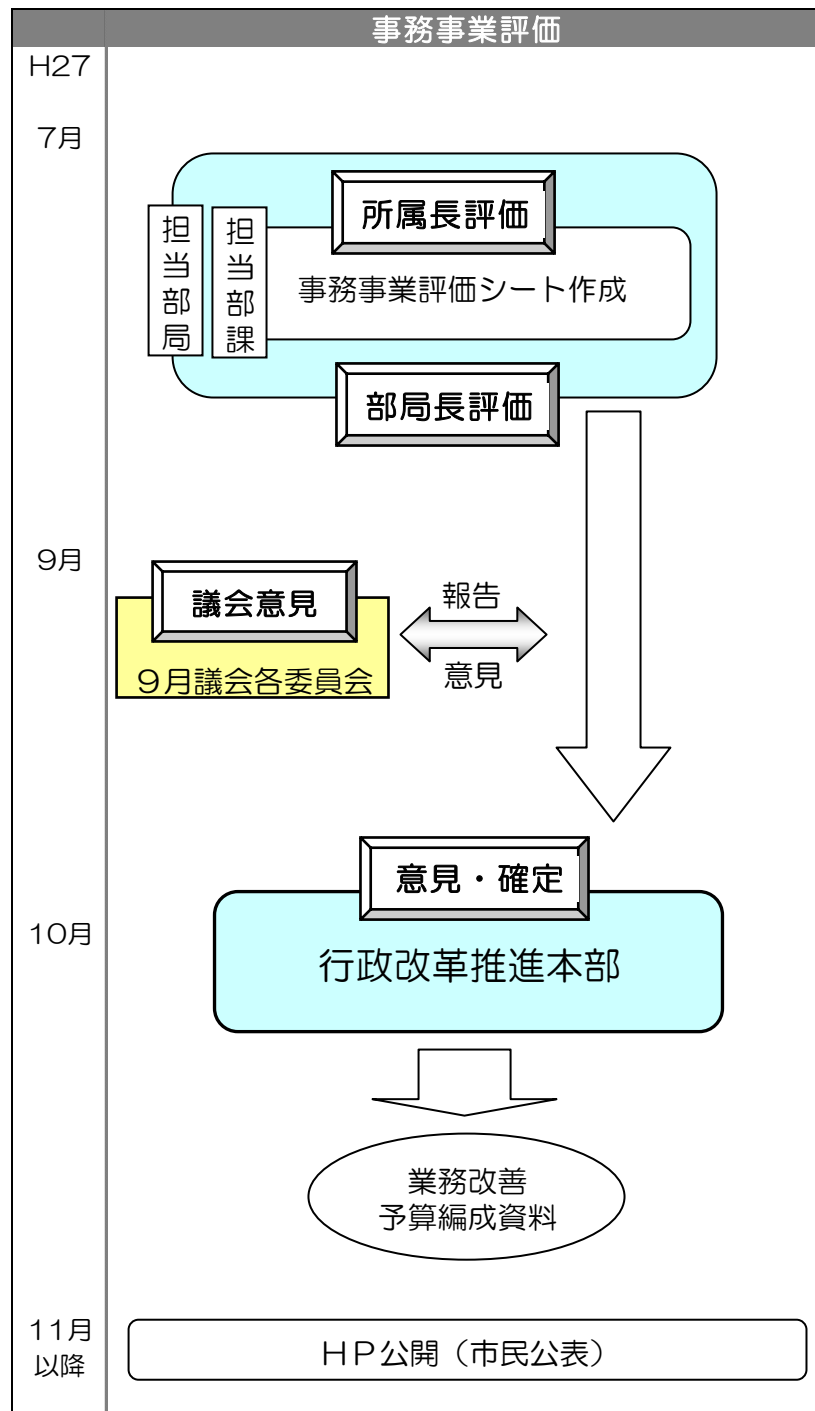 事務事業評価
H27
7月
所属長評価
担当部局
担当部課
事務事業評価シート作成
部局長評価
9月
議会意見
9月議会各委員会
報告
意見
意見・確定
10月
行政改革推進本部
業務改善
予算編成資料
11月
以降
HP公開（市民公表）